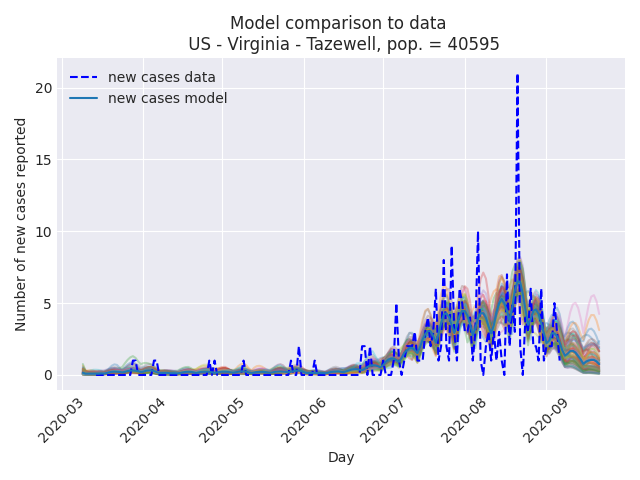 Model comparison to data
US - Virginia - Tazewell, pop. = 40595
new cases data
new cases model
Number of new cases reported
20
15
10
5
0
2020-03
2020-04
2020-05
2020-06
2020-07
2020-08
2020-09
Day